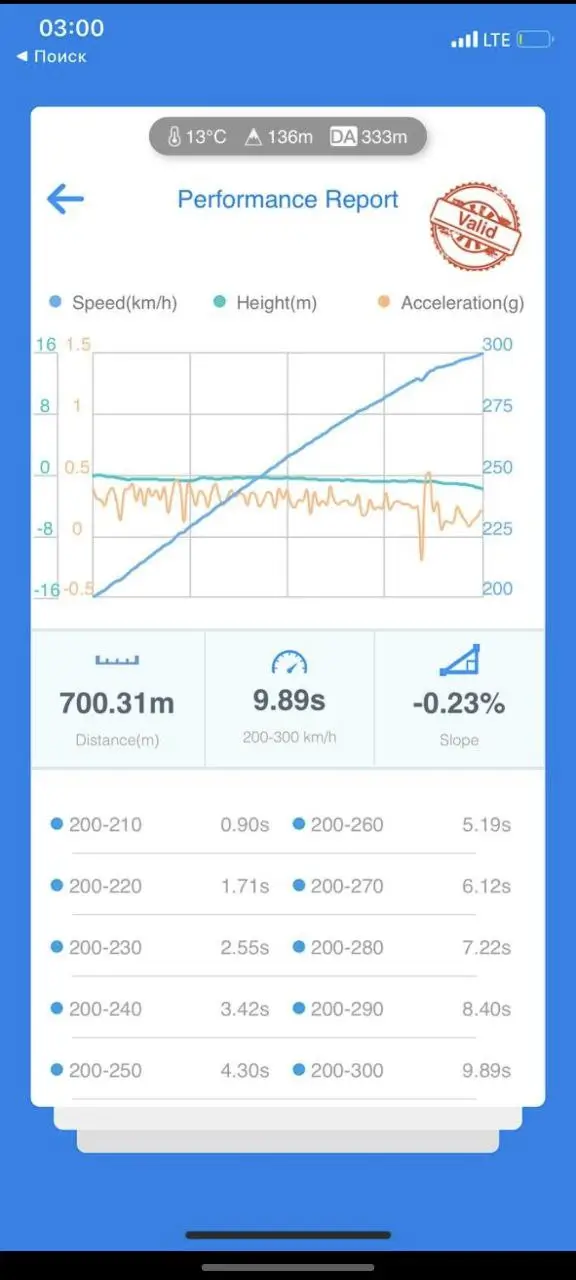 03:00
LTE
◀ Поиск
13°C 136m DA 333m
Performance Report
Valid
Speed(km/h) Height(m) Acceleration(g)
16 1.5 300
8 1 275
0 0.5 250
-8 0 225
-16 -0.5 200
700.31m 9.89s -0.23%
Distance(m) 200-300 km/h Slope
200-210 0.90s 200-260 5.19s
200-220 1.71s 200-270 6.12s
200-230 2.55s 200-280 7.22s
200-240 3.42s 200-290 8.40s
200-250 4.30s 200-300 9.89s